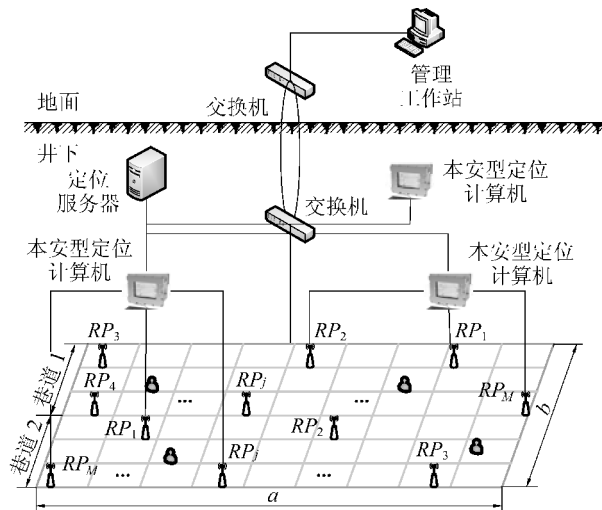 管理
工作站
交换机
地面
井下
定位
服务器
本安型定位
计算机
交换机
本安型定位
计算机
本安型定位
计算机
RP3
RP2
RP1
巷道 1
RP4
RPj
RPM
b
RP1
RP2
巷道 2
RPM
...
RPj
...
RP3
...
...
a